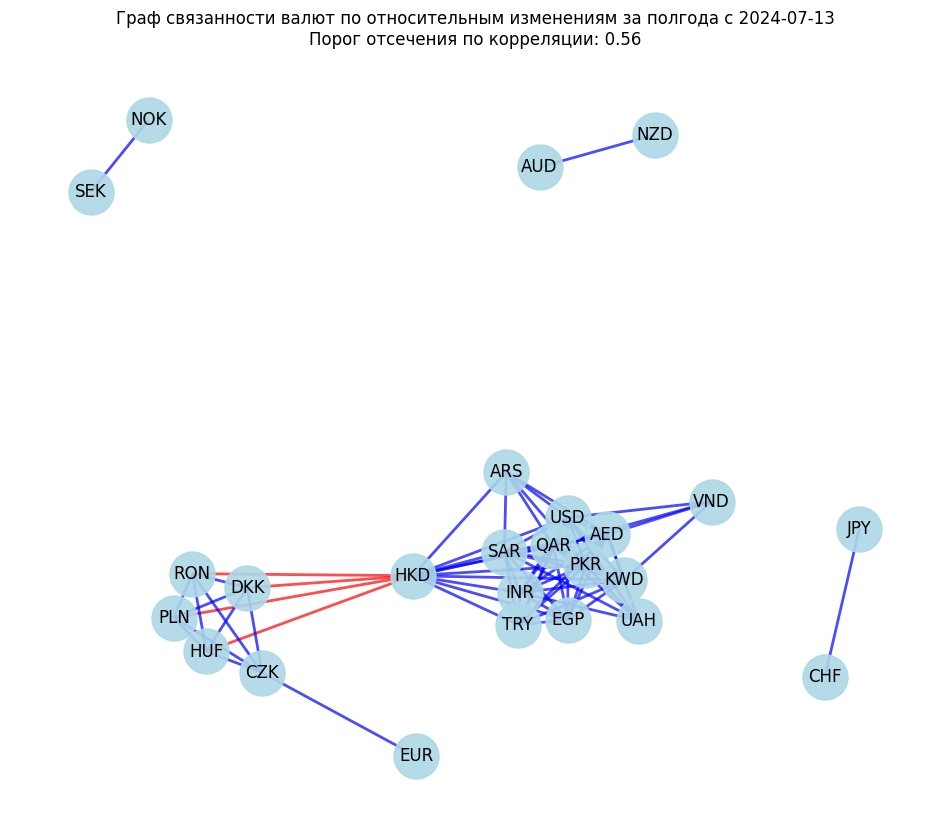 Граф связанности валют по относительным изменениям за полгода с 2024-07-13
Порог отсечения по корреляции: 0.56
NOK
NZD
AUD
SEK
ARS
VND
USD
JPY
AED
QAR
SAR
PKR
RON
HKD
KWD
DKK
INR
PLN
EGP
UAH
TRY
HUF
CZK
CHF
EUR